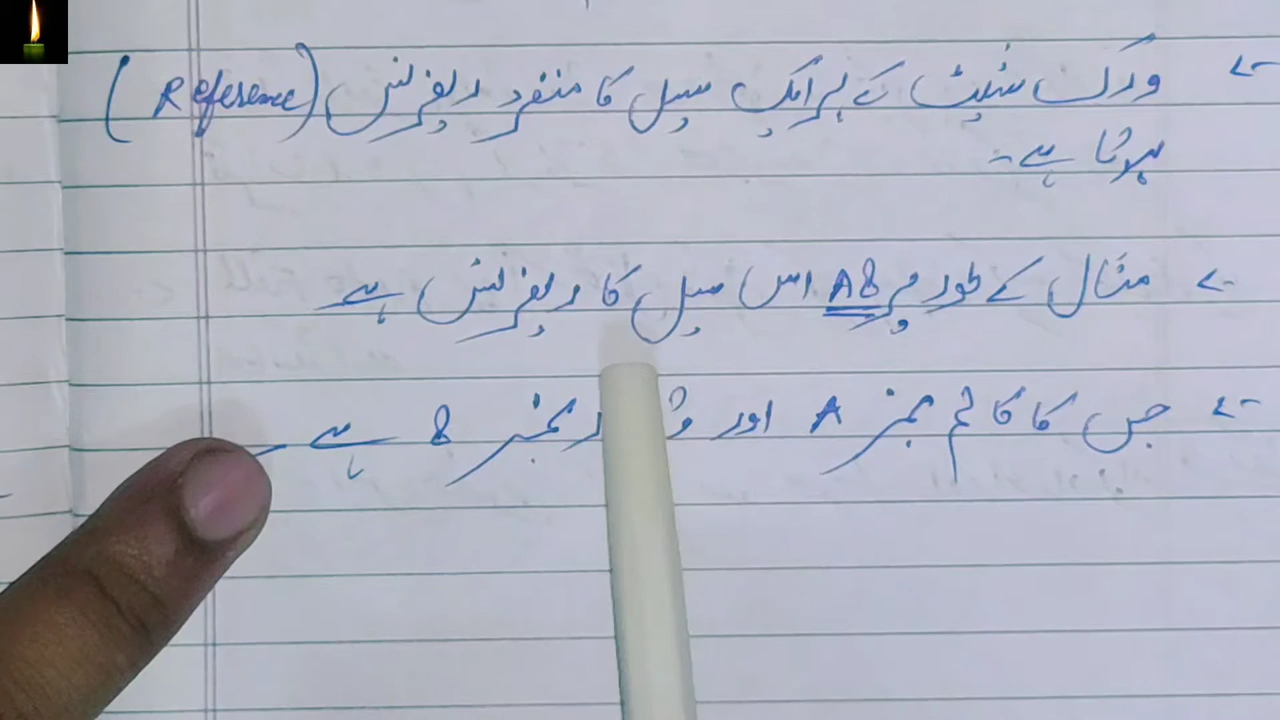 ورک شیٹ کے ہر ایک سیل کا منفرد ریفرنس (Reference)
ہوتا ہے۔
مثال کے طور پر A8 اس سیل کا ریفرنس ہے
جس کا کالم نمبر A اور نمبر 8 ہے۔